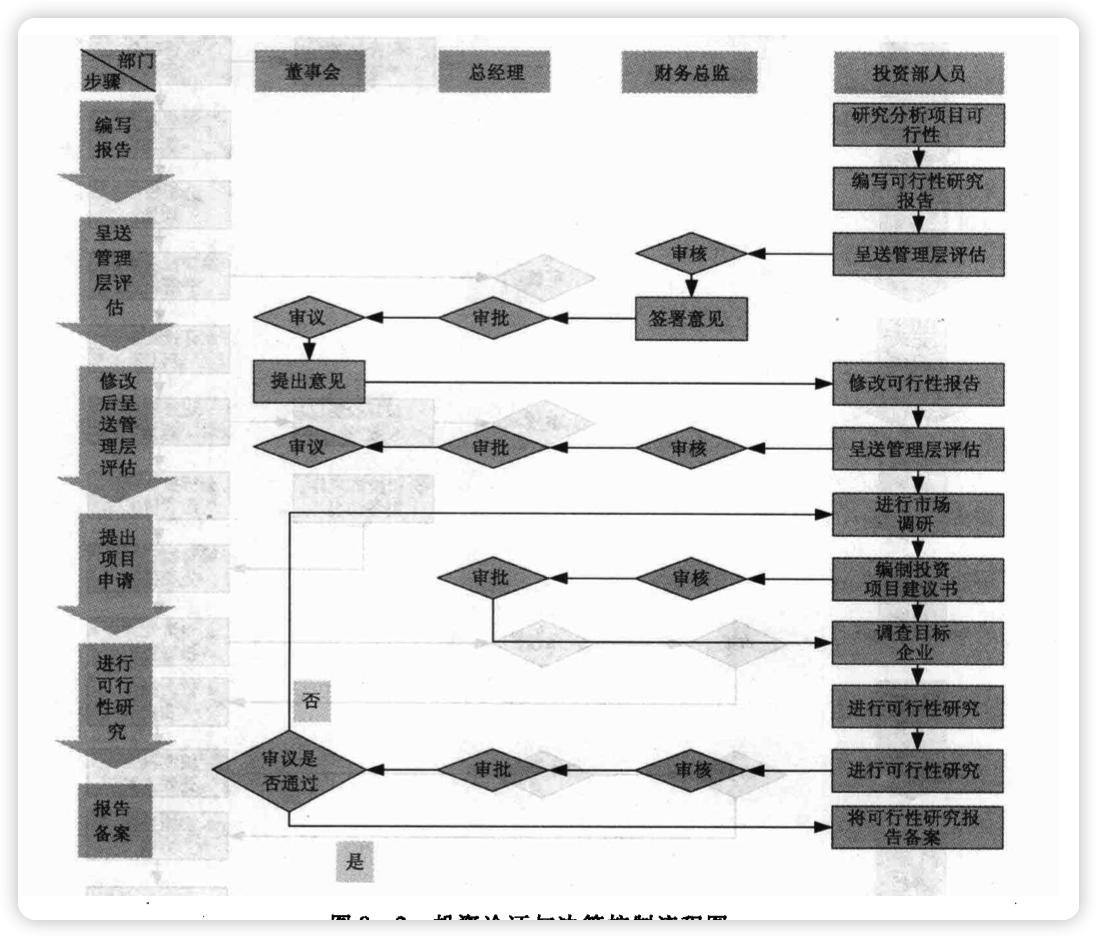 部门
步骤
董事会
总经理
财务总监
投资部人员
编写
报告
研究分析项目可
行性
编写可行性研究
报告
呈送
管理
层评
估
审核
呈送管理层评估
审议
审批
签署意见
提出意见
修改可行性报告
修改
后呈
送管
理层
评估
审议
审批
审核
呈送管理层评估
进行市场
调研
提出
项目
申请
审批
审核
编制投资
项目建议书
调查目标
企业
进行
可行
性研
究
否
进行可行性研究
审议是
否通过
审批
审核
进行可行性研究
报告
备案
将可行性研究报
告备案
是